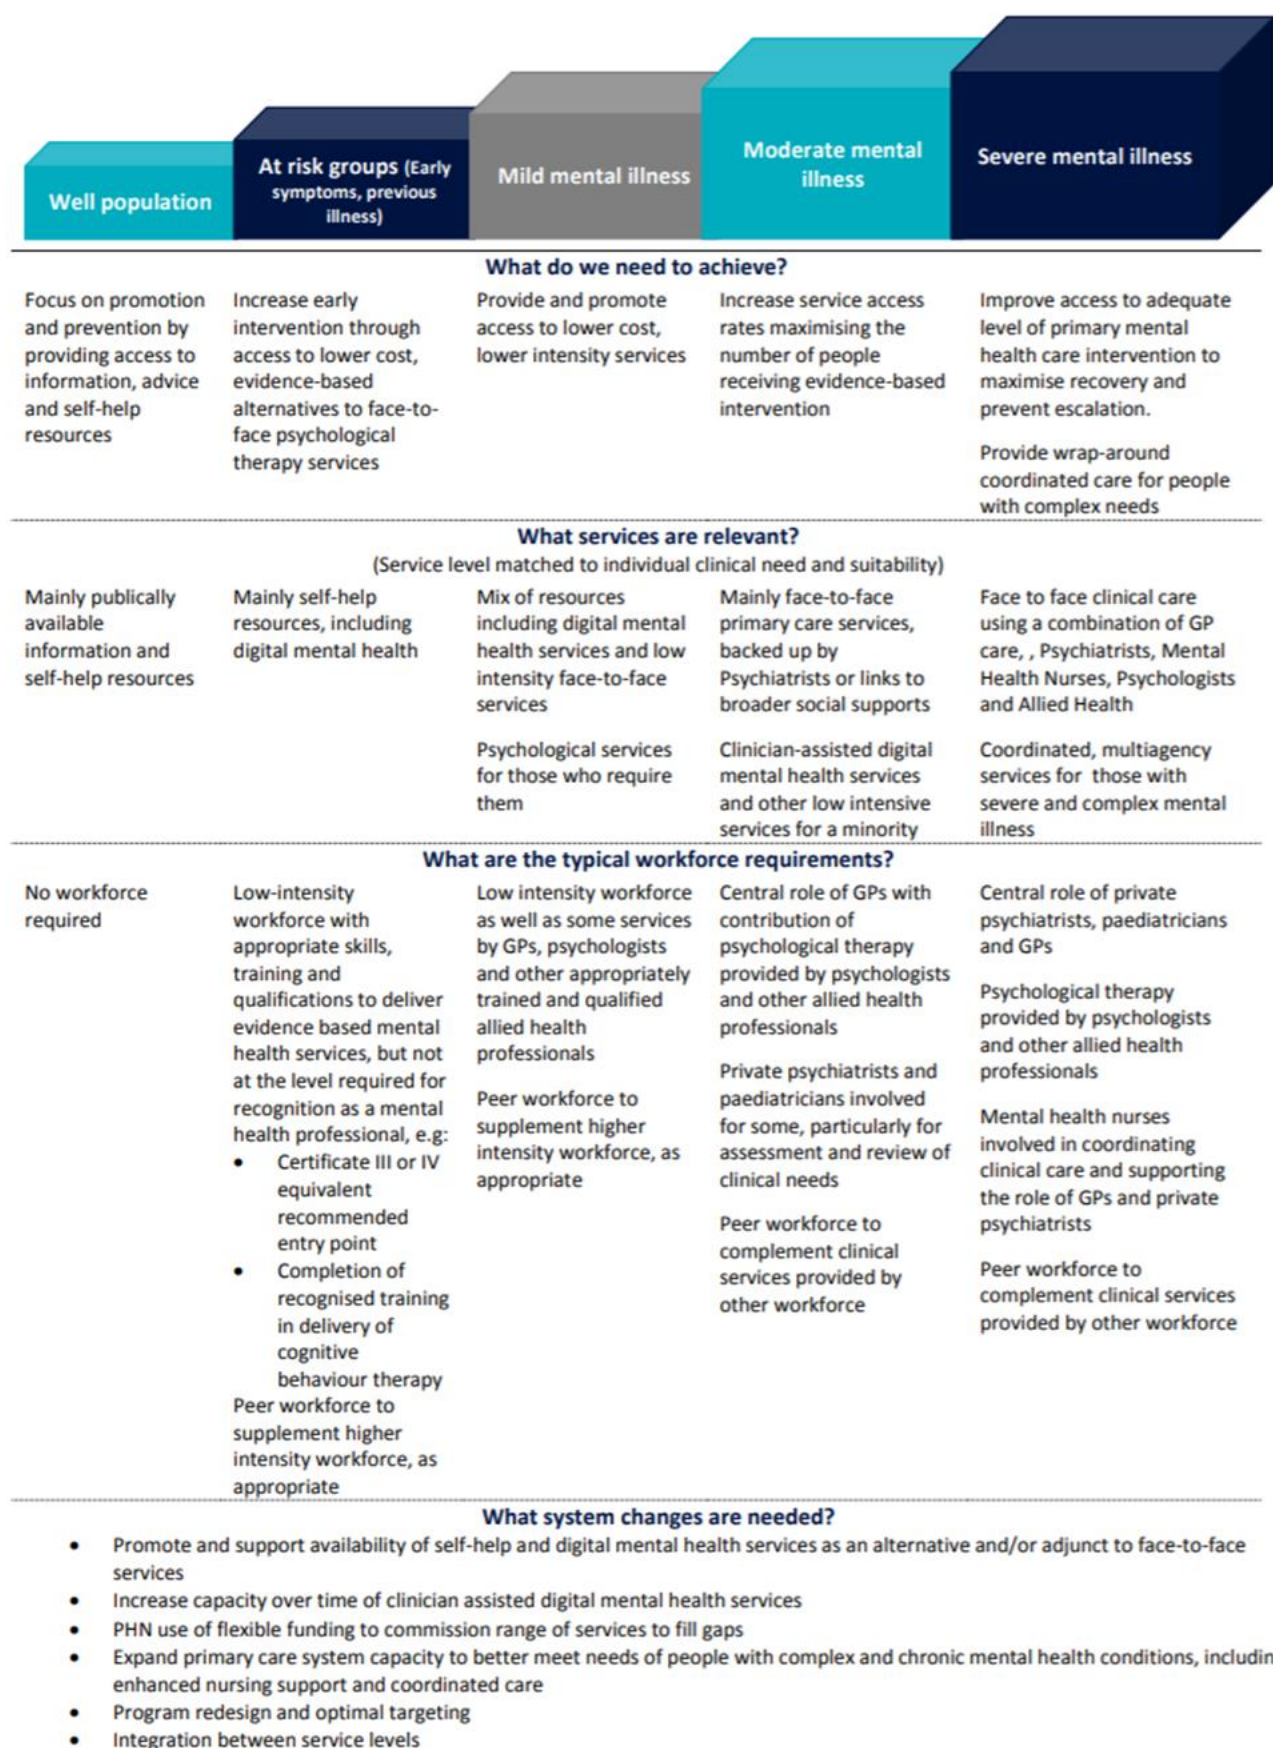 Well population
At risk groups (Early
symptoms, previous
illness)
Mild mental illness
Moderate mental
illness
Severe mental illness
What do we need to achieve?
Focus on promotion
and prevention by
providing access to
information, advice
and self-help
resources
Increase early
intervention through
access to lower cost,
evidence-based
alternatives to face-to-
face psychological
therapy services
Provide and promote
access to lower cost,
lower intensity services
Increase service access
rates maximising the
number of people
receiving evidence-based
intervention
Improve access to adequate
level of primary mental
health care intervention to
maximise recovery and
prevent escalation.
Provide wrap-around
coordinated care for people
with complex needs
What services are relevant?
(Service level matched to individual clinical need and suitability)
Mainly publically
available
information and
self-help resources
Mainly self-help
resources, including
digital mental health
Mix of resources
including digital mental
health services and low
intensity face-to-face
services
Psychological services
for those who require
them
Mainly face-to-face
primary care services,
backed up by
Psychiatrists or links to
broader social supports
Clinician-assisted digital
mental health services
and other low intensive
services for a minority
Face to face clinical care
using a combination of GP
care, , Psychiatrists, Mental
Health Nurses, Psychologists
and Allied Health
Coordinated, multiagency
services for  those with
severe and complex mental
illness
What are the typical workforce requirements?
No workforce
required
Low-intensity
workforce with
appropriate skills,
training and
qualifications to deliver
evidence based mental
health services, but not
at the level required for
recognition as a mental
health professional, e.g:
• Certificate III or IV
equivalent
recommended
entry point
• Completion of
recognised training
in delivery of
cognitive
behaviour therapy
Peer workforce to
supplement higher
intensity workforce, as
appropriate
Low intensity workforce
as well as some services
by GPs, psychologists
and other appropriately
trained and qualified
allied health
professionals
Peer workforce to
supplement higher
intensity workforce, as
appropriate
Central role of GPs with
contribution of
psychological therapy
provided by psychologists
and other allied health
professionals
Private psychiatrists and
paediatricians involved
for some, particularly for
assessment and review of
clinical needs
Peer workforce to
complement clinical
services provided by
other workforce
Central role of private
psychiatrists, paediatricians
and GPs
Psychological therapy
provided by psychologists
and other allied health
professionals
Mental health nurses
involved in coordinating
clinical care and supporting
the role of GPs and private
psychiatrists
Peer workforce to
complement clinical services
provided by other workforce
What system changes are needed?
• Promote and support availability of self-help and digital mental health services as an alternative and/or adjunct to face-to-face
services
• Increase capacity over time of clinician assisted digital mental health services
• PHN use of flexible funding to commission range of services to fill gaps
• Expand primary care system capacity to better meet needs of people with complex and chronic mental health conditions, includin
enhanced nursing support and coordinated care
• Program redesign and optimal targeting
• Integration between service levels